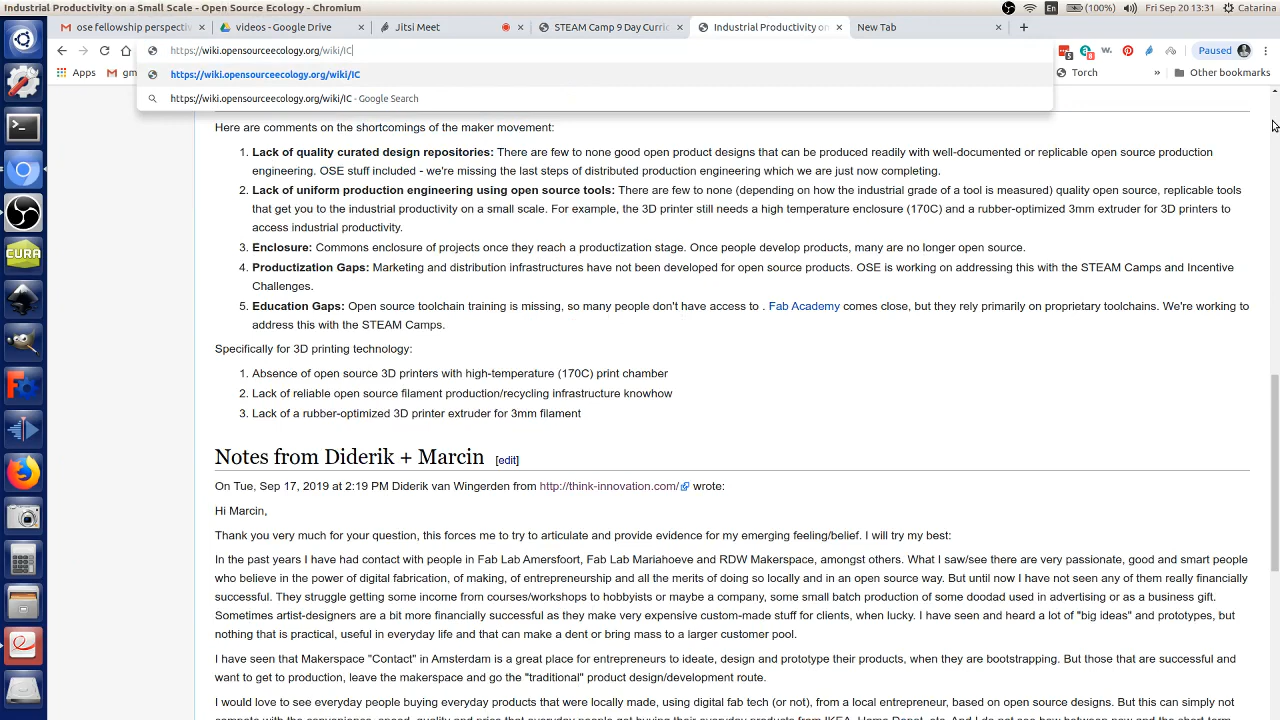 Industrial Productivity on a Small Scale - Open Source Ecology - Chromium
En (100%) Fri Sep 20 13:31 Catarina
ose fellowship perspectiv videos - Google Drive Jitsi Meet STEAM Camp 9 Day Curric Industrial Productivity on New Tab
https://wiki.opensourceecology.org/wiki/IC Paused
Apps gm https://wiki.opensourceecology.org/wiki/IC Torch » Other bookmarks
https://wiki.opensourceecology.org/wiki/IC - Google Search
Here are comments on the shortcomings of the maker movement:
1. Lack of quality curated design repositories: There are few to none good open product designs that can be produced readily with well-documented or replicable open source production
engineering. OSE stuff included - we're missing the last steps of distributed production engineering which we are just now completing.
2. Lack of uniform production engineering using open source tools: There are few to none (depending on how the industrial grade of a tool is measured) quality open source, replicable tools
that get you to the industrial productivity on a small scale. For example, the 3D printer still needs a high temperature enclosure (170C) and a rubber-optimized 3mm extruder for 3D printers to
access industrial productivity.
3. Enclosure: Commons enclosure of projects once they reach a productization stage. Once people develop products, many are no longer open source.
4. Productization Gaps: Marketing and distribution infrastructures have not been developed for open source products. OSE is working on addressing this with the STEAM Camps and Incentive
Challenges.
5. Education Gaps: Open source toolchain training is missing, so many people don't have access to . Fab Academy comes close, but they rely primarily on proprietary toolchains. We're working to
address this with the STEAM Camps.
Specifically for 3D printing technology:
1. Absence of open source 3D printers with high-temperature (170C) print chamber
2. Lack of reliable open source filament production/recycling infrastructure knowhow
3. Lack of a rubber-optimized 3D printer extruder for 3mm filament
Notes from Diderik + Marcin [edit]
On Tue, Sep 17, 2019 at 2:19 PM Diderik van Wingerden from http://think-innovation.com/ wrote:
Hi Marcin,
Thank you very much for your question, this forces me to try to articulate and provide evidence for my emerging feeling/belief. I will try my best:
In the past years I have had contact with people in Fab Lab Amersfoort, Fab Lab Mariahoeve and RDW Makerspace, amongst others. What I saw/see there are very passionate, good and smart people
who believe in the power of digital fabrication, of making, of entrepreneurship and all the merits of doing so locally and in an open source way. But until now I have not seen any of them really financially
successful. They struggle getting some income from courses/workshops to hobbyists or maybe a company, some small batch production of some doodad used in advertising or as a business gift.
Sometimes artist-designers are a bit more financially successful as they make very expensive custom-made stuff for clients, when lucky. I have seen and heard a lot of "big ideas" and prototypes, but
nothing that is practical, useful in everyday life and that can make a dent or bring mass to a larger customer pool.
I have seen that Makerspace "Contact" in Amsterdam is a great place for entrepreneurs to ideate, design and prototype their products, when they are bootstrapping. But those that are successful and
want to get to production, leave the makerspace and go the "traditional" product design/development route.
I would love to see everyday people buying everyday products that were locally made, using digital fab tech (or not), from a local entrepreneur, based on open source designs. But this can simply not